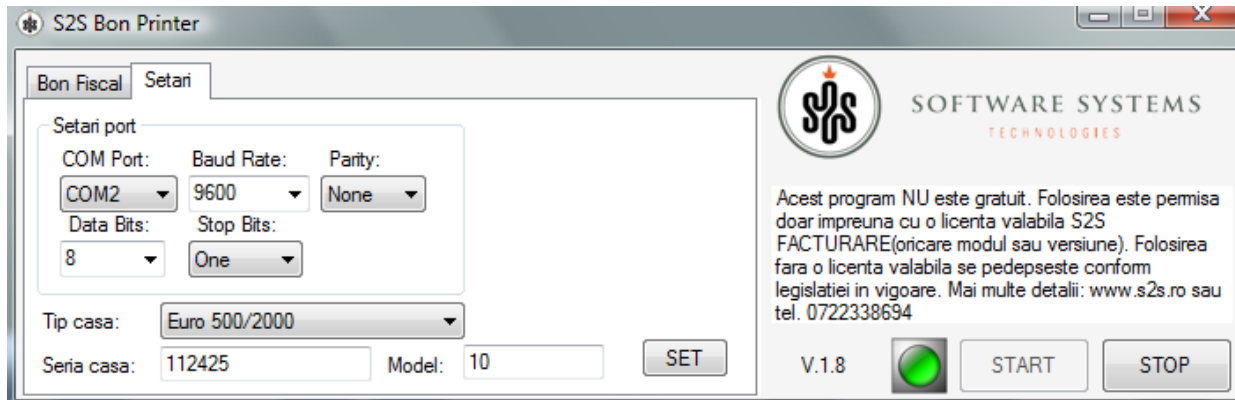 S2S Bon Printer
Bon Fiscal
Setari
Setari port
COM Port:
Baud Rate:
Parity:
COM2
9600
None
Data Bits:
Stop Bits:
8
One
Tip casa:
Euro 500/2000
Seria casa:
112425
Model:
10
SET
SOFTWARE SYSTEMS
TECHNOLOGIES
Acest program NU este gratuit. Folosirea este permisa
doar impreuna cu o licenta valabila S2S
FACTURARE(oricare modul sau versiune). Folosirea
fara o licenta valabila se pedepseste conform
legislatiei in vigoare. Mai multe detalii: www.s2s.ro sau
tel. 0722338694
V.1.8
START
STOP